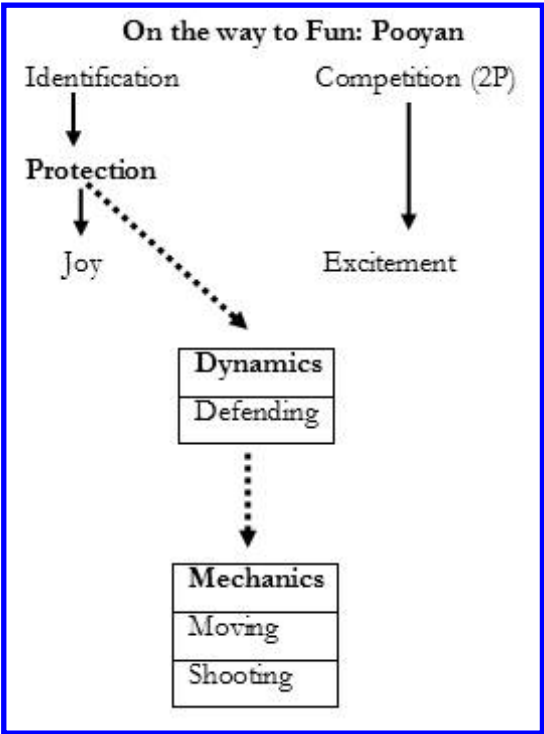 On the way to Fun: Pooyan
Identification
Competition (2P)
Protection
Joy
Excitement
Dynamics
Defending
Mechanics
Moving
Shooting